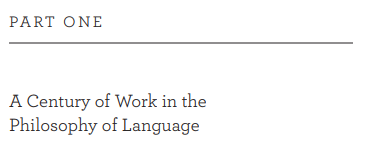 PART ONE
A Century of Work in the
Philosophy of Language